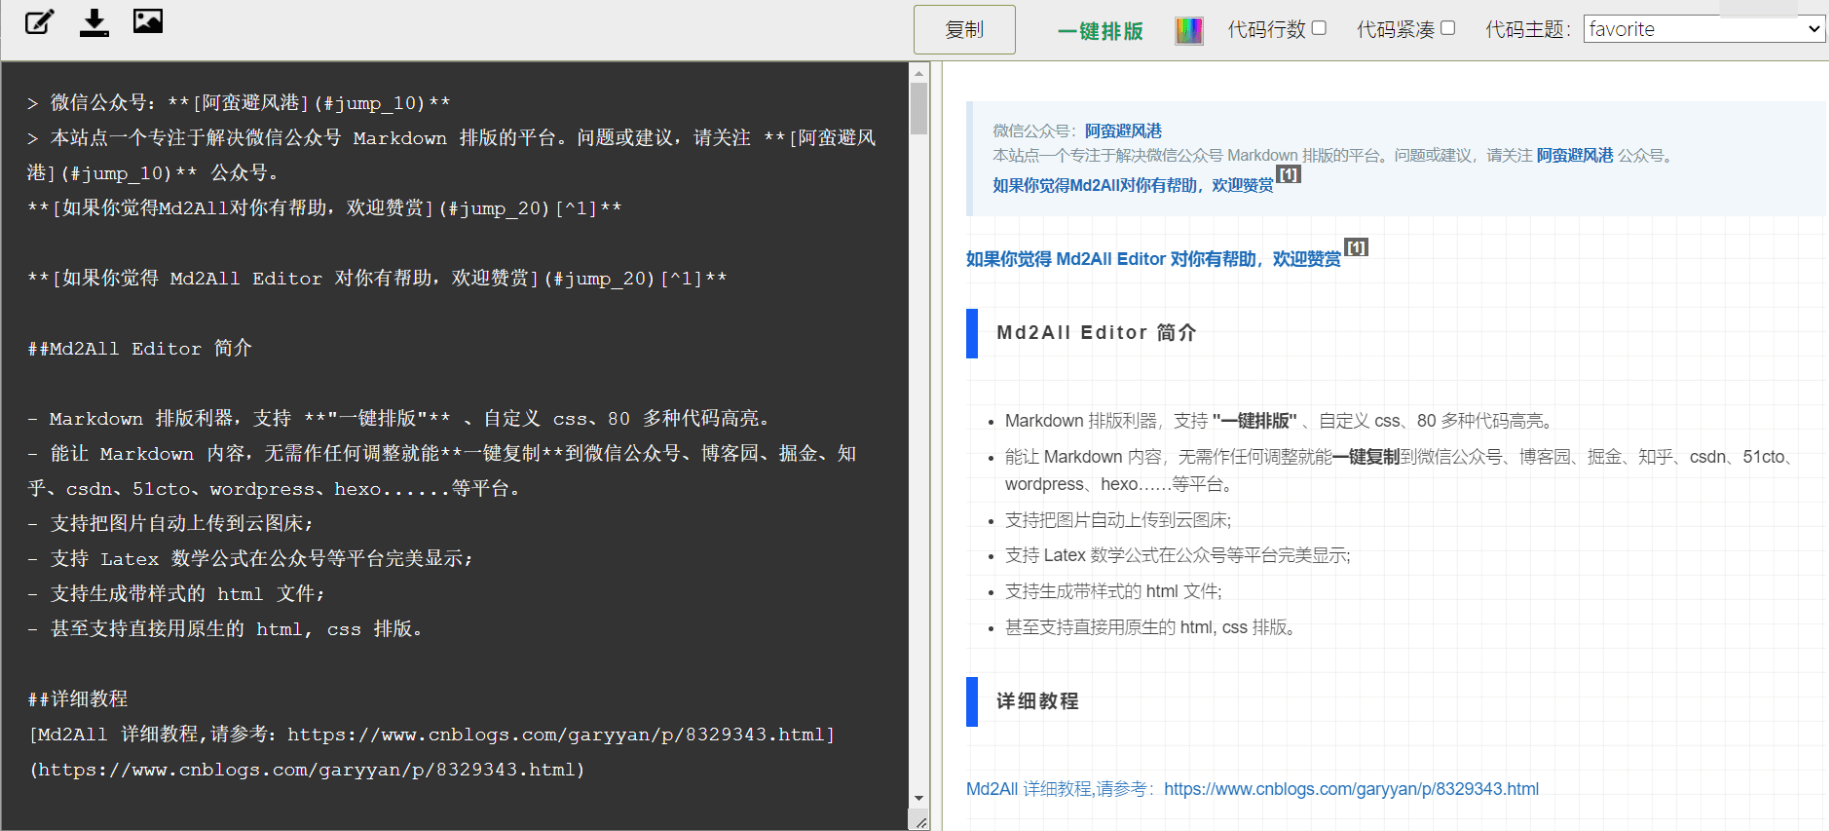 复制
一键排版
代码行数
代码紧凑
代码主题：
favorite
> 微信公众号：**[阿蛮避风港](#jump_10)**
> 本站点一个专注于解决微信公众号 Markdown 排版的平台。问题或建议，请关注 **[阿蛮避风
港](#jump_10)** 公众号。
**[如果你觉得Md2All对你有帮助，欢迎赞赏](#jump_20)[^1]**
**[如果你觉得 Md2All Editor 对你有帮助，欢迎赞赏](#jump_20)[^1]**
##Md2All Editor 简介
- Markdown 排版利器，支持 **"一键排版"** 、自定义 css、80 多种代码高亮。
- 能让 Markdown 内容，无需作任何调整就能**一键复制**到微信公众号、博客园、掘金、知
乎、csdn、51cto、wordpress、hexo......等平台。
- 支持把图片自动上传到云图床;
- 支持 Latex 数学公式在公众号等平台完美显示;
- 支持生成带样式的 html 文件;
- 甚至支持直接用原生的 html, css 排版。
##详细教程
[Md2All 详细教程,请参考：https://www.cnblogs.com/garyyan/p/8329343.html]
(https://www.cnblogs.com/garyyan/p/8329343.html)
微信公众号：阿蛮避风港
本站点一个专注于解决微信公众号 Markdown 排版的平台。问题或建议，请关注 阿蛮避风港 公众号。
如果你觉得Md2All对你有帮助，欢迎赞赏[1]
如果你觉得 Md2All Editor 对你有帮助，欢迎赞赏[1]
Md2All Editor 简介
• Markdown 排版利器，支持 "一键排版" 、自定义 css、80 多种代码高亮。
• 能让 Markdown 内容，无需作任何调整就能一键复制到微信公众号、博客园、掘金、知乎、csdn、51cto、
wordpress、hexo……等平台。
• 支持把图片自动上传到云图床;
• 支持 Latex 数学公式在公众号等平台完美显示;
• 支持生成带样式的 html 文件;
• 甚至支持直接用原生的 html, css 排版。
详细教程
Md2All 详细教程,请参考：https://www.cnblogs.com/garyyan/p/8329343.html